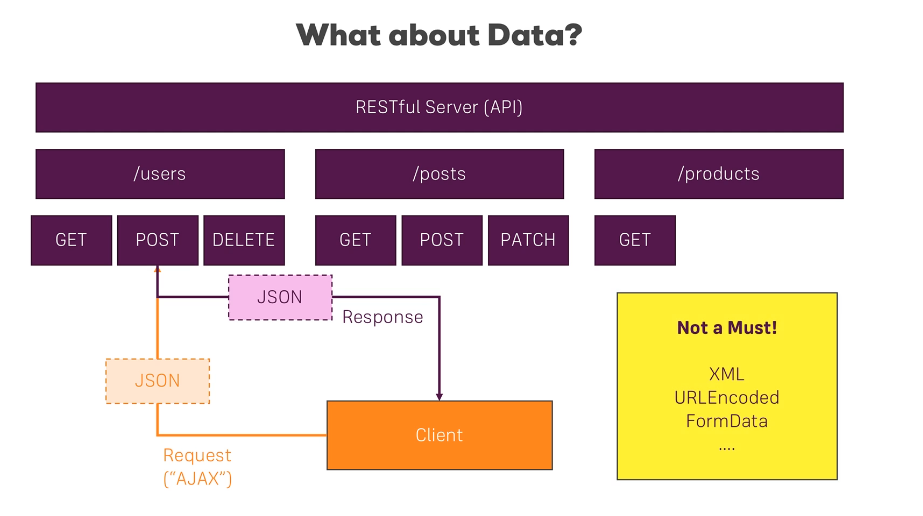 What about Data?
RESTful Server (API)
/users
/posts
/products
GET
POST
DELETE
GET
POST
PATCH
GET
JSON
Response
Not a Must!
XML
URLEncoded
FormData
....
JSON
Client
Request
(“AJAX“)